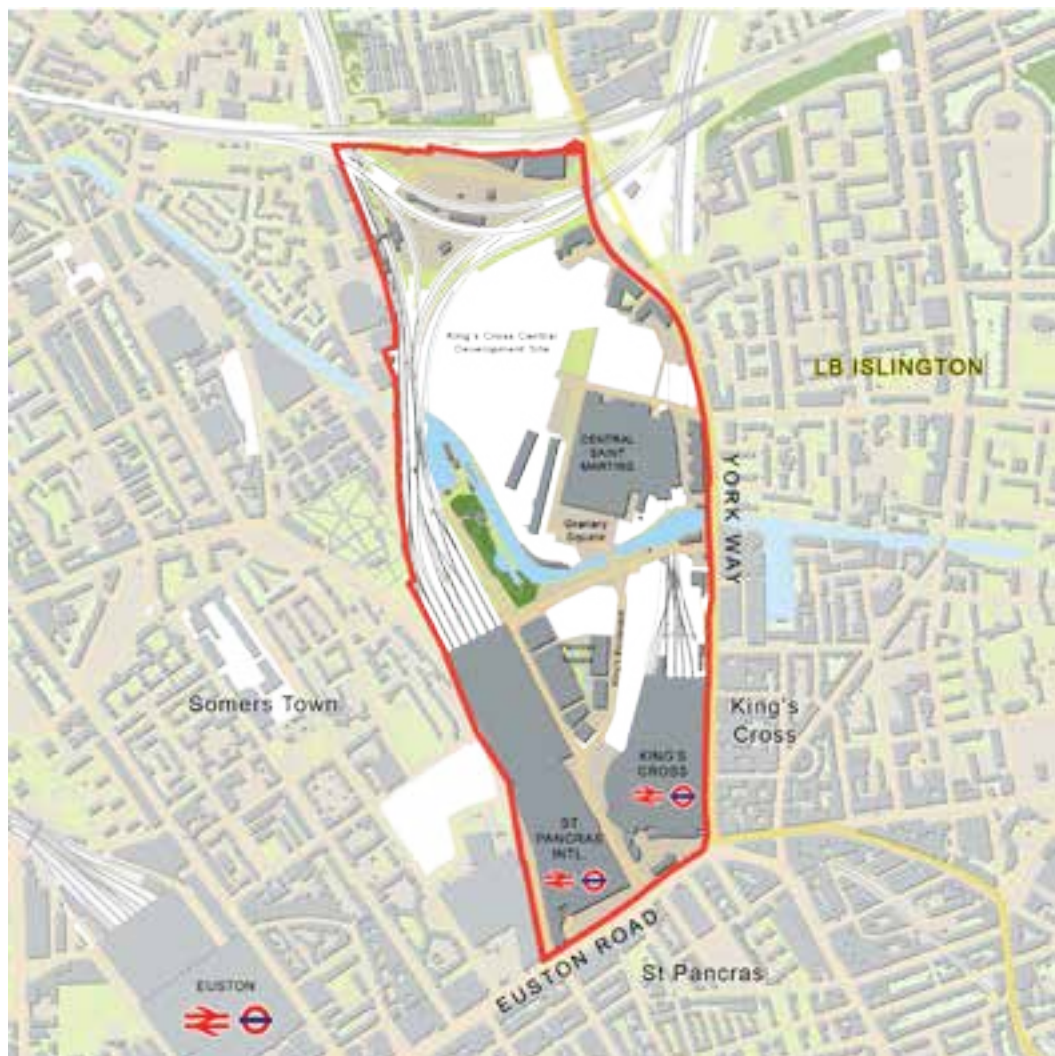 King's Cross Central
Development Site
LB ISLINGTON
CENTRAL
SAINT
MARTINS
YORK WAY
Granary
Square
Somers Town
King's
Cross
KING'S
CROSS
ST
PANCRAS
INTL.
EUSTON ROAD
St Pancras
EUSTON